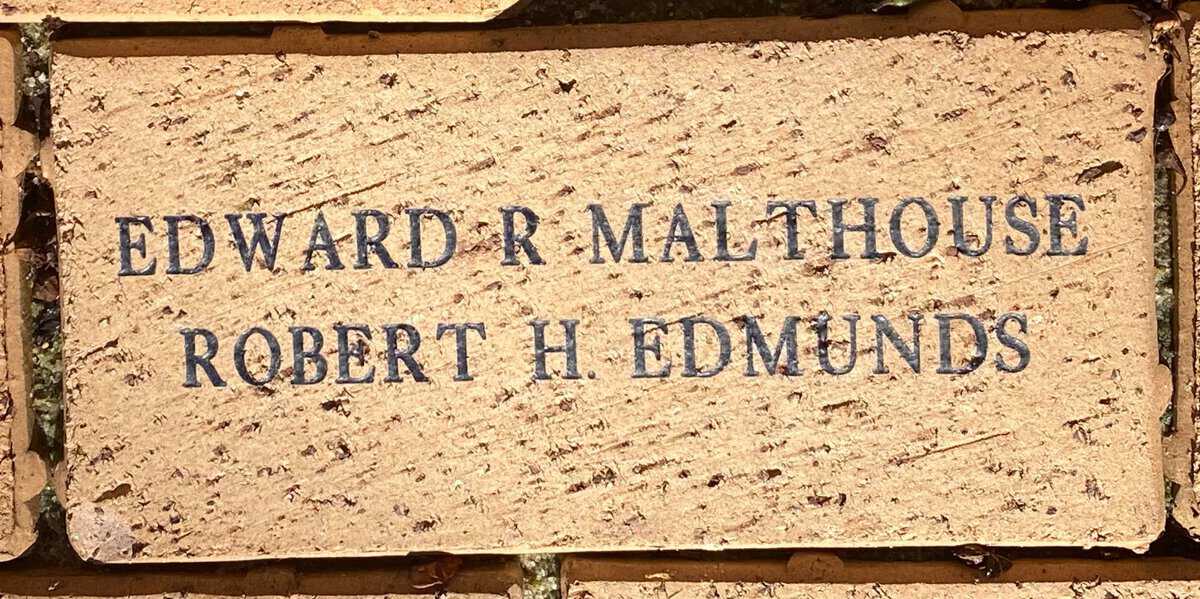 EDWARD R MALTHOUSE
ROBERT H. EDMUNDS